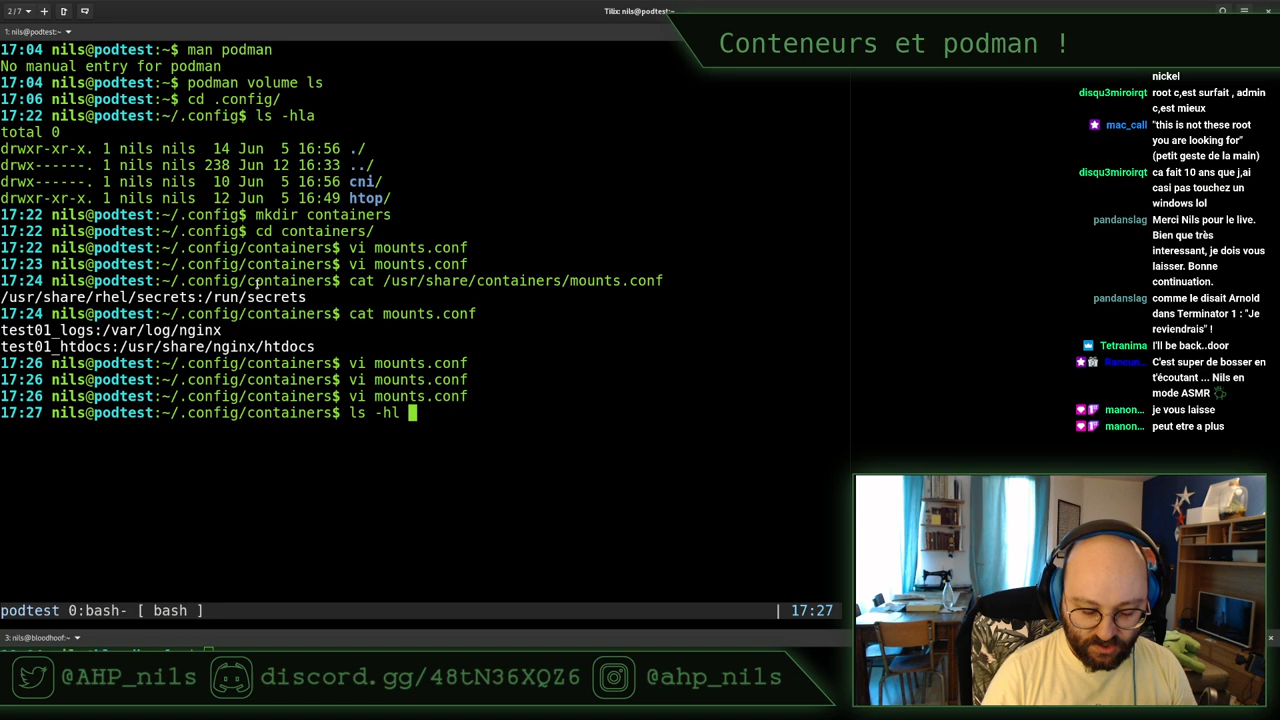 2/7
Tilix: nils@podtest:~
1: nils@podtest:~
Conteneurs et podman !
17:04 nils@podtest:~$ man podman
No manual entry for podman
17:04 nils@podtest:~$ podman volume ls
17:06 nils@podtest:~$ cd .config/
17:22 nils@podtest:~/.config$ ls -hla
total 0
drwxr-xr-x. 1 nils nils  14 Jun  5 16:56 ./
drwx------. 1 nils nils 238 Jun 12 16:33 ../
drwx------. 1 nils nils  10 Jun  5 16:56 cni/
drwxr-xr-x. 1 nils nils  12 Jun  5 16:49 htop/
17:22 nils@podtest:~/.config$ mkdir containers
17:22 nils@podtest:~/.config$ cd containers/
17:22 nils@podtest:~/.config/containers$ vi mounts.conf
17:23 nils@podtest:~/.config/containers$ vi mounts.conf
17:24 nils@podtest:~/.config/containers$ cat /usr/share/containers/mounts.conf
/usr/share/rhel/secrets:/run/secrets
17:24 nils@podtest:~/.config/containers$ cat mounts.conf
test01_logs:/var/log/nginx
test01_htdocs:/usr/share/nginx/htdocs
17:26 nils@podtest:~/.config/containers$ vi mounts.conf
17:26 nils@podtest:~/.config/containers$ vi mounts.conf
17:26 nils@podtest:~/.config/containers$ vi mounts.conf
17:27 nils@podtest:~/.config/containers$ ls -hl
podtest 0:bash- [ bash ]
| 17:27
3: nils@bloodhoof:~
nickel
disqu3miroirqt root c,est surfait , admin
c,est mieux
mac_call "this is not these root
you are looking for"
(petit geste de la main)
disqu3miroirqt ca fait 10 ans que j,ai
casi pas touchez un
windows lol
pandanslag Merci Nils pour le live.
Bien que très
interessant, je dois vous
laisser. Bonne
continuation.
pandanslag comme le disait Arnold
dans Terminator 1 : "Je
reviendrais" !
Tetranima I'll be back..door
C'est super de bosser en
t'écoutant ... Nils en
mode ASMR
manon... je vous laisse
manon... peut etre a plus
@AHP_nils
discord.gg/48tN36XQZ6
@ahp_nils